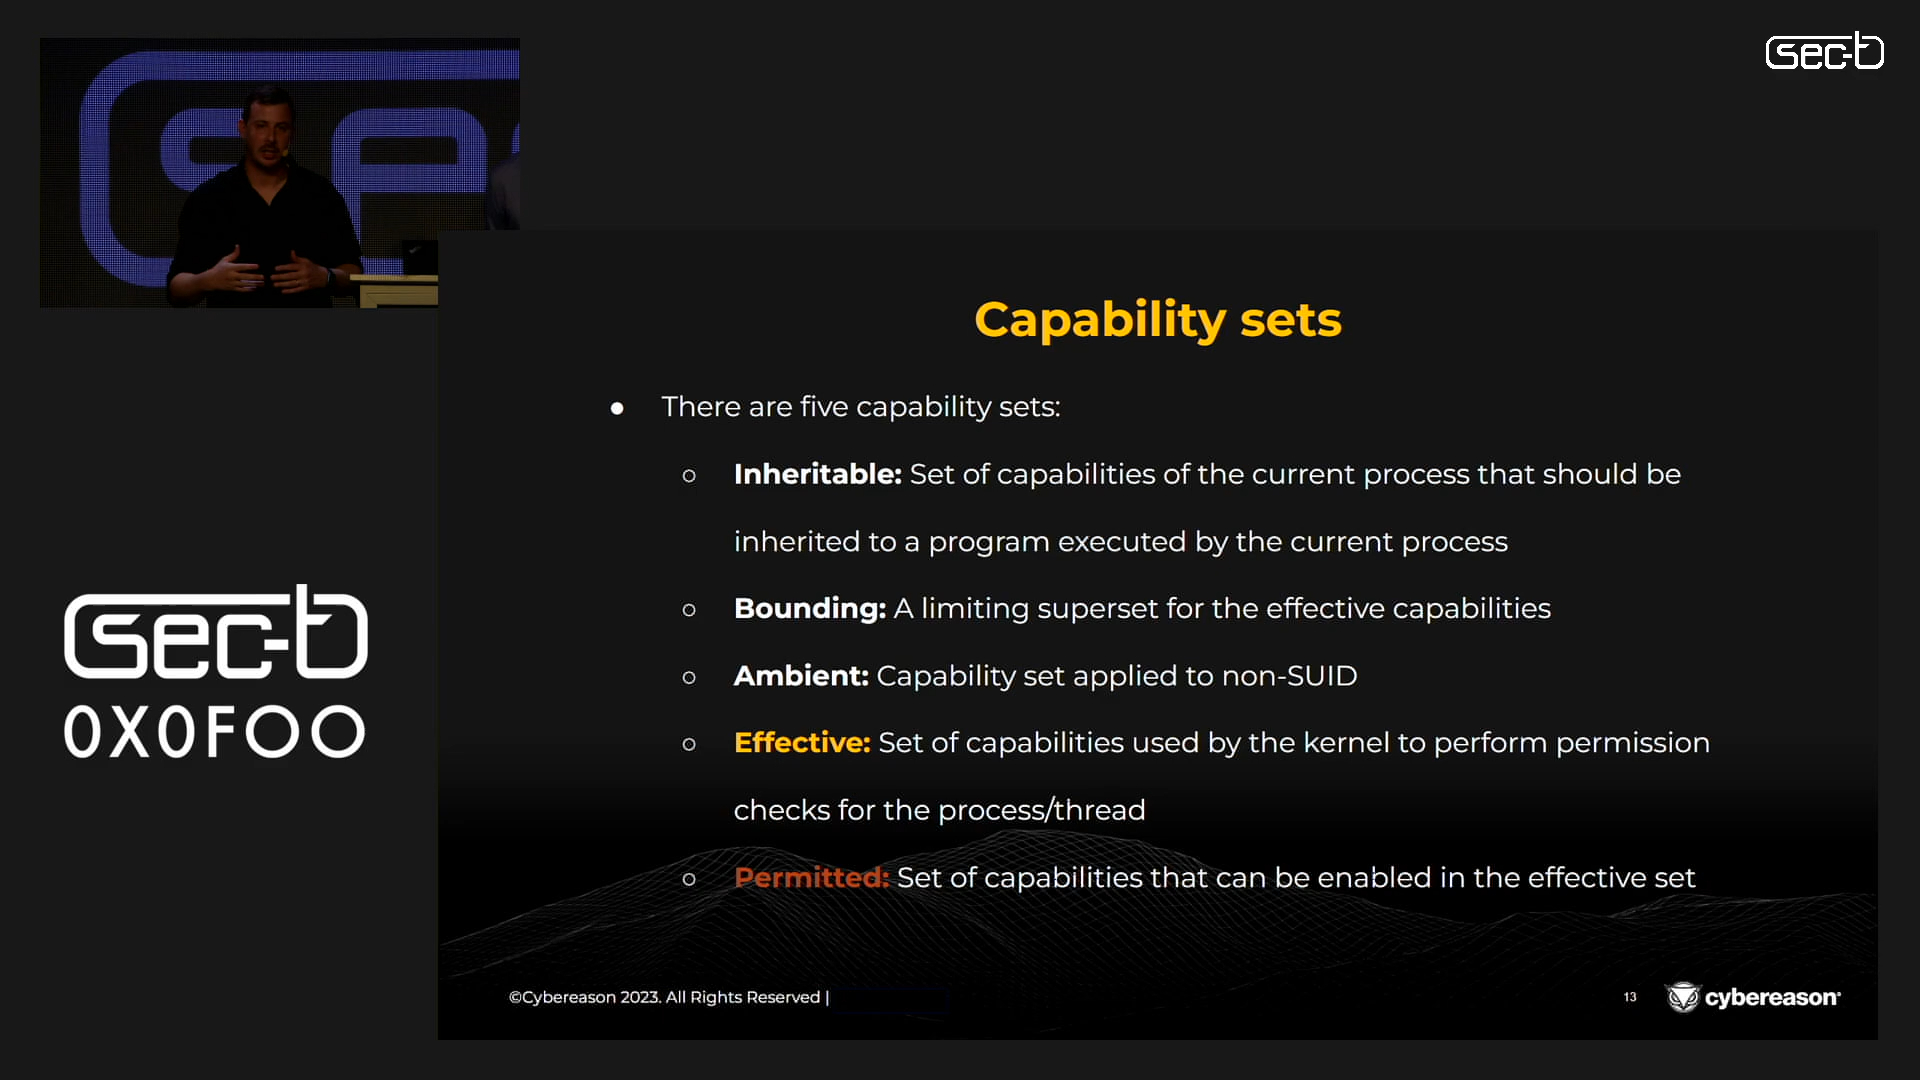 sec-t
se
Capability sets
● There are five capability sets:
○ Inheritable: Set of capabilities of the current process that should be
inherited to a program executed by the current process
○ Bounding: A limiting superset for the effective capabilities
○ Ambient: Capability set applied to non-SUID
○ Effective: Set of capabilities used by the kernel to perform permission
checks for the process/thread
○ Permitted: Set of capabilities that can be enabled in the effective set
sec-t
0X0F00
©Cybereason 2023. All Rights Reserved |
13
cybereason